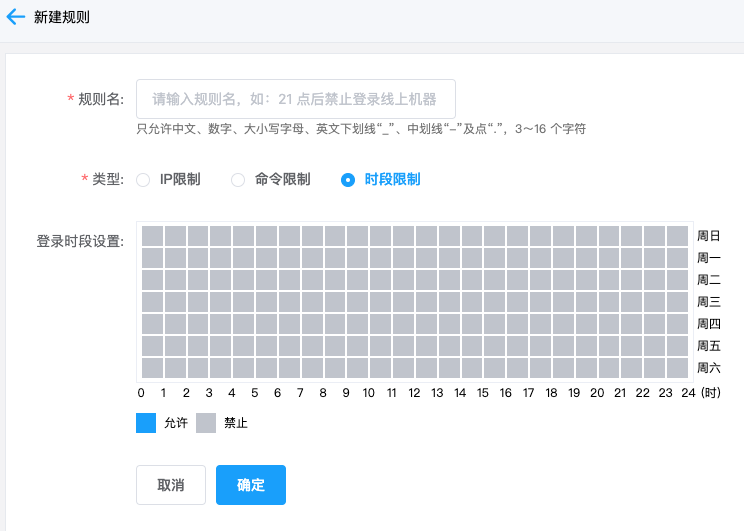 新建规则
* 规则名: 请输入规则名，如：21 点后禁止登录线上机器
只允许中文、数字、大小写字母、英文下划线“_”、中划线“-”及点“.”，3～16 个字符
* 类型: IP限制 命令限制 时段限制
登录时段设置:
周日
周一
周二
周三
周四
周五
周六
0 1 2 3 4 5 6 7 8 9 10 11 12 13 14 15 16 17 18 19 20 21 22 23 24 (时)
允许 禁止
取消 确定